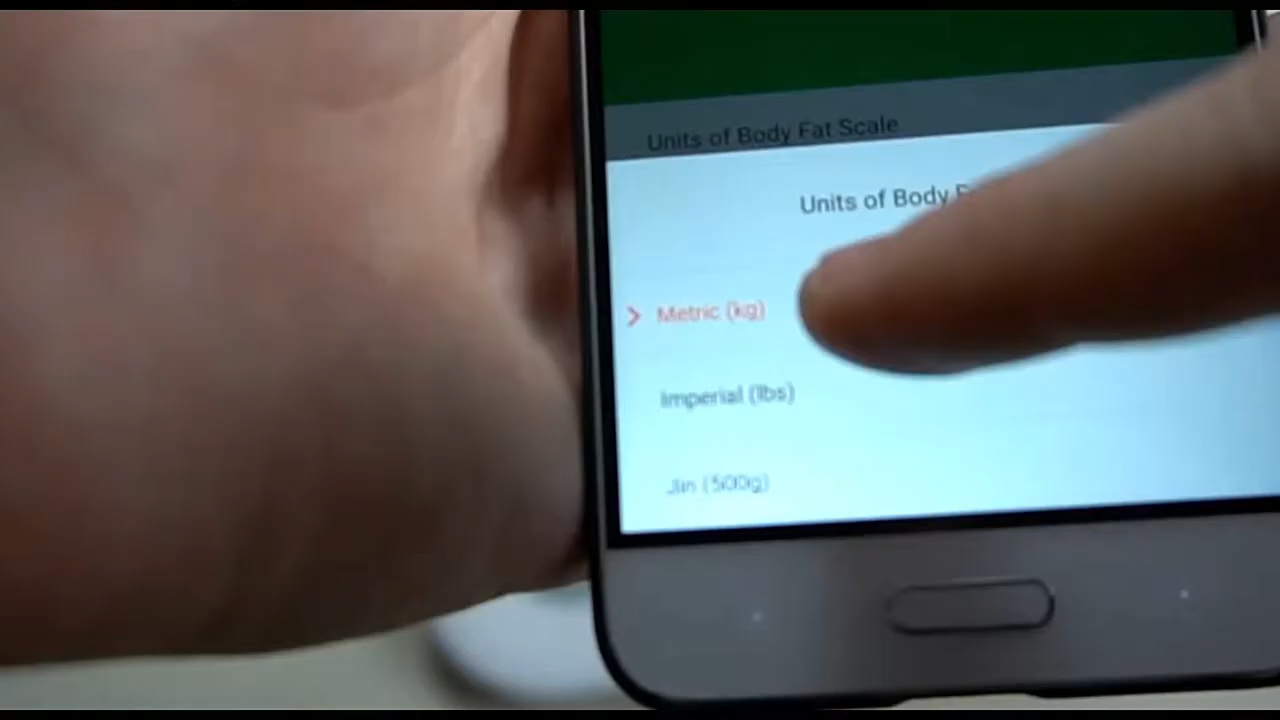 Units of Body Fat Scale
Units of Body
Metric (kg)
Imperial (lbs)
Jin (500g)